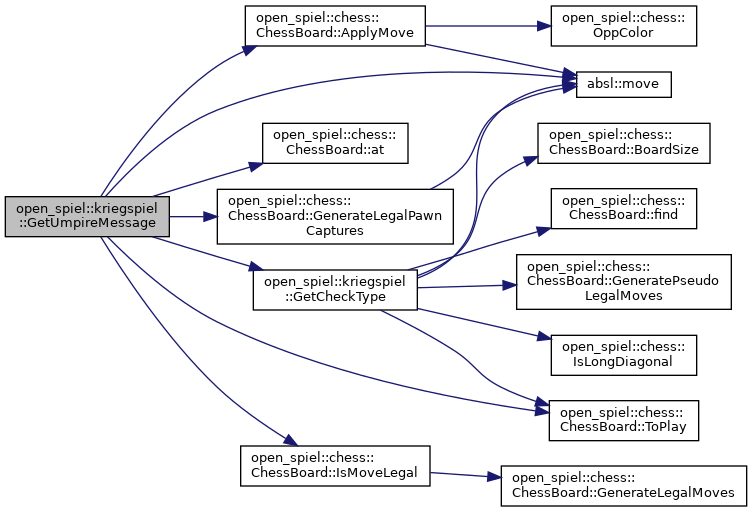 open_spiel::kriegspiel
::GetUmpireMessage
open_spiel::chess::
ChessBoard::ApplyMove
open_spiel::chess::
ChessBoard::at
open_spiel::chess::
ChessBoard::GenerateLegalPawn
Captures
open_spiel::kriegspiel
::GetCheckType
open_spiel::chess::
ChessBoard::IsMoveLegal
open_spiel::chess::
OppColor
absl::move
open_spiel::chess::
ChessBoard::BoardSize
open_spiel::chess::
ChessBoard::find
open_spiel::chess::
ChessBoard::GeneratePseudo
LegalMoves
open_spiel::chess::
IsLongDiagonal
open_spiel::chess::
ChessBoard::ToPlay
open_spiel::chess::
ChessBoard::GenerateLegalMoves